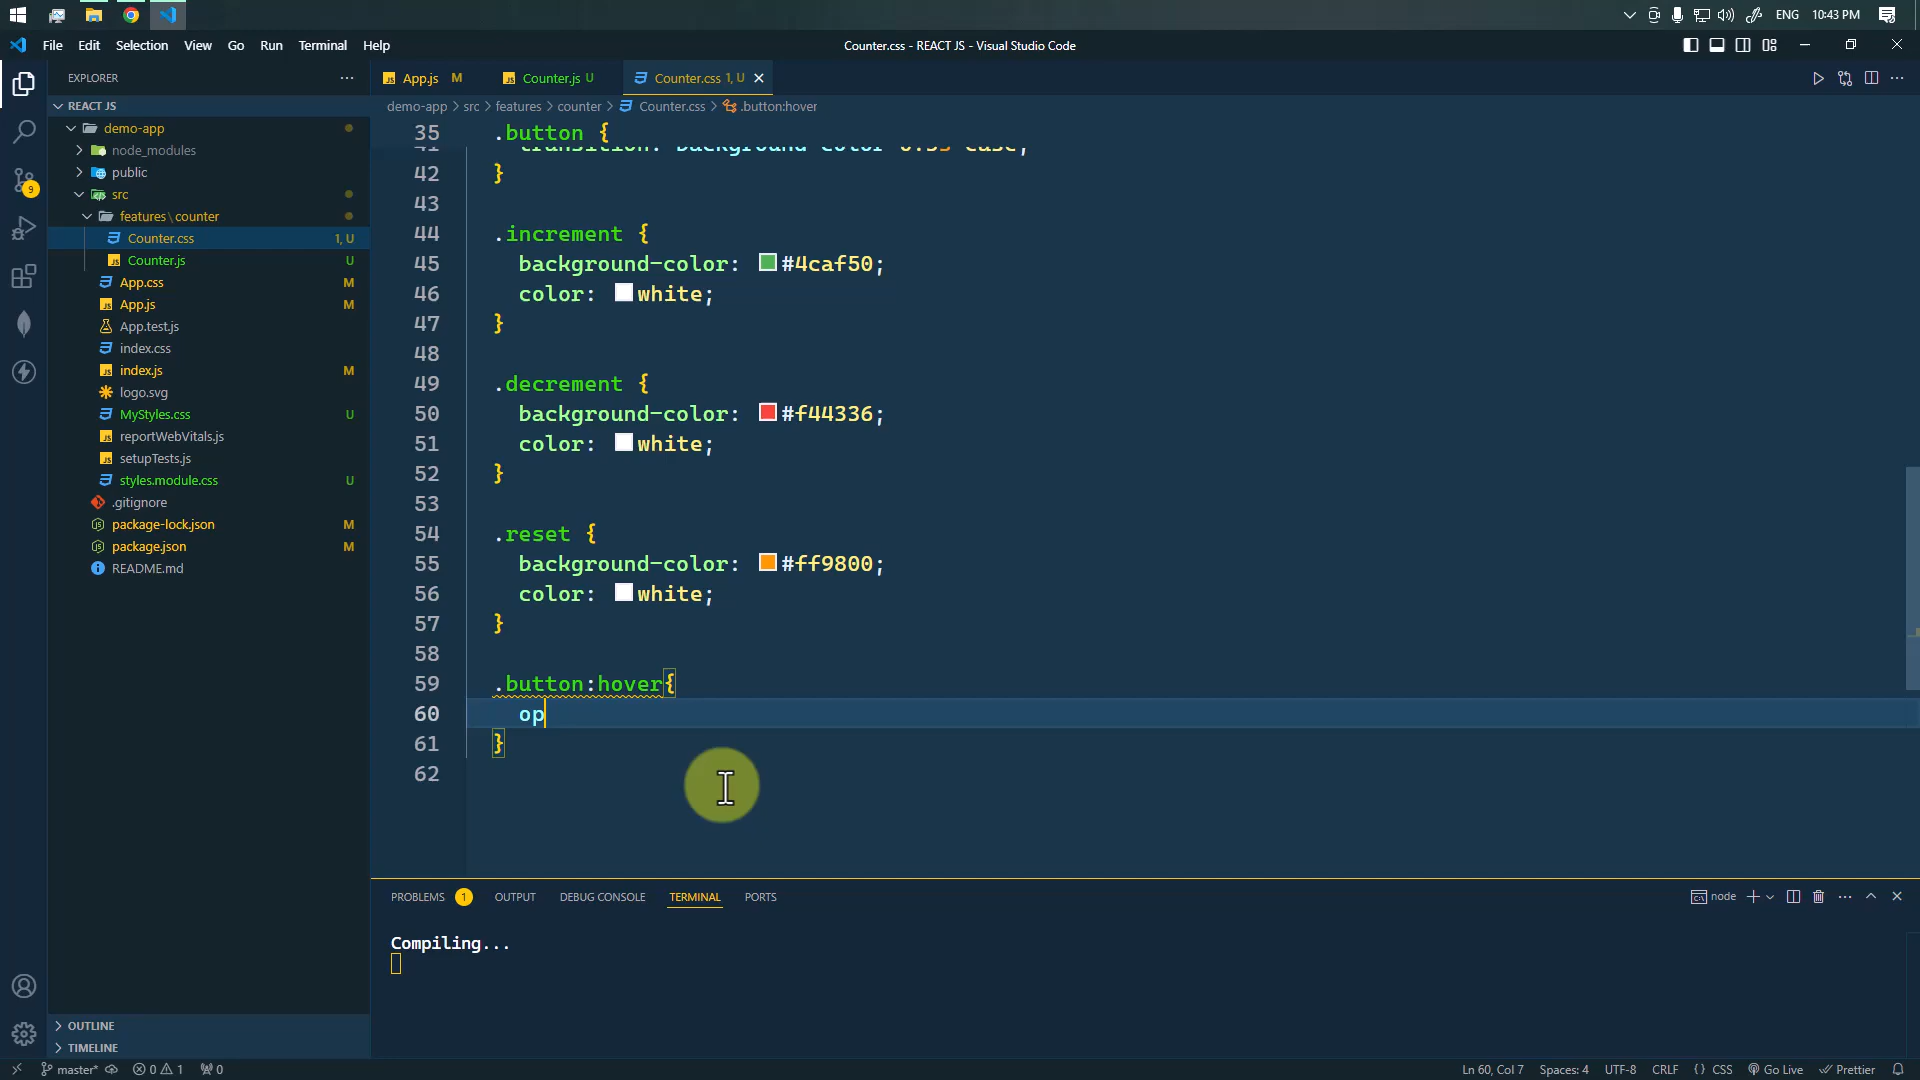 ENG 10:43 PM
File Edit Selection View Go Run Terminal Help
Counter.css - REACT JS - Visual Studio Code
EXPLORER
App.js M
Counter.js U
Counter.css 1, U
REACT JS
demo-app > src > features > counter > Counter.css > .button:hover
demo-app
node_modules
public
src
features\counter
Counter.css 1, U
Counter.js U
App.css M
App.js M
App.test.js
index.css
index.js M
logo.svg
MyStyles.css U
reportWebVitals.js
setupTests.js
styles.module.css U
.gitignore
package-lock.json M
package.json M
README.md
OUTLINE
TIMELINE
9
35 .button {
41 transition: background-color 0.3s ease;
42 }
43
44 .increment {
45 background-color: #4caf50;
46 color: white;
47 }
48
49 .decrement {
50 background-color: #f44336;
51 color: white;
52 }
53
54 .reset {
55 background-color: #ff9800;
56 color: white;
57 }
58
59 .button:hover{
60 op
61 }
62
PROBLEMS 1 OUTPUT DEBUG CONSOLE TERMINAL PORTS
node
Compiling...
master* 0 1 0
Ln 60, Col 7 Spaces: 4 UTF-8 CRLF {} CSS Go Live Prettier